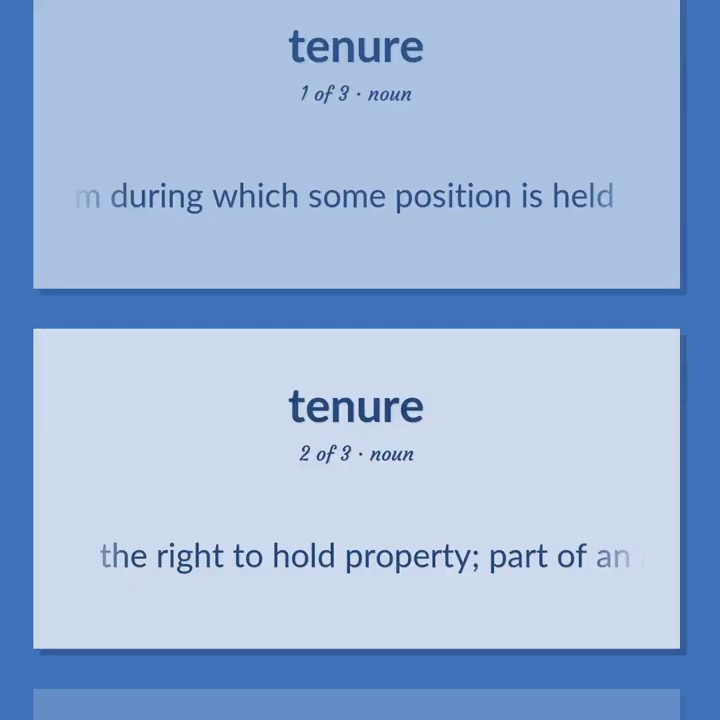 tenure
1 of 3 · noun
m during which some position is held
tenure
2 of 3 · noun
the right to hold property; part of an